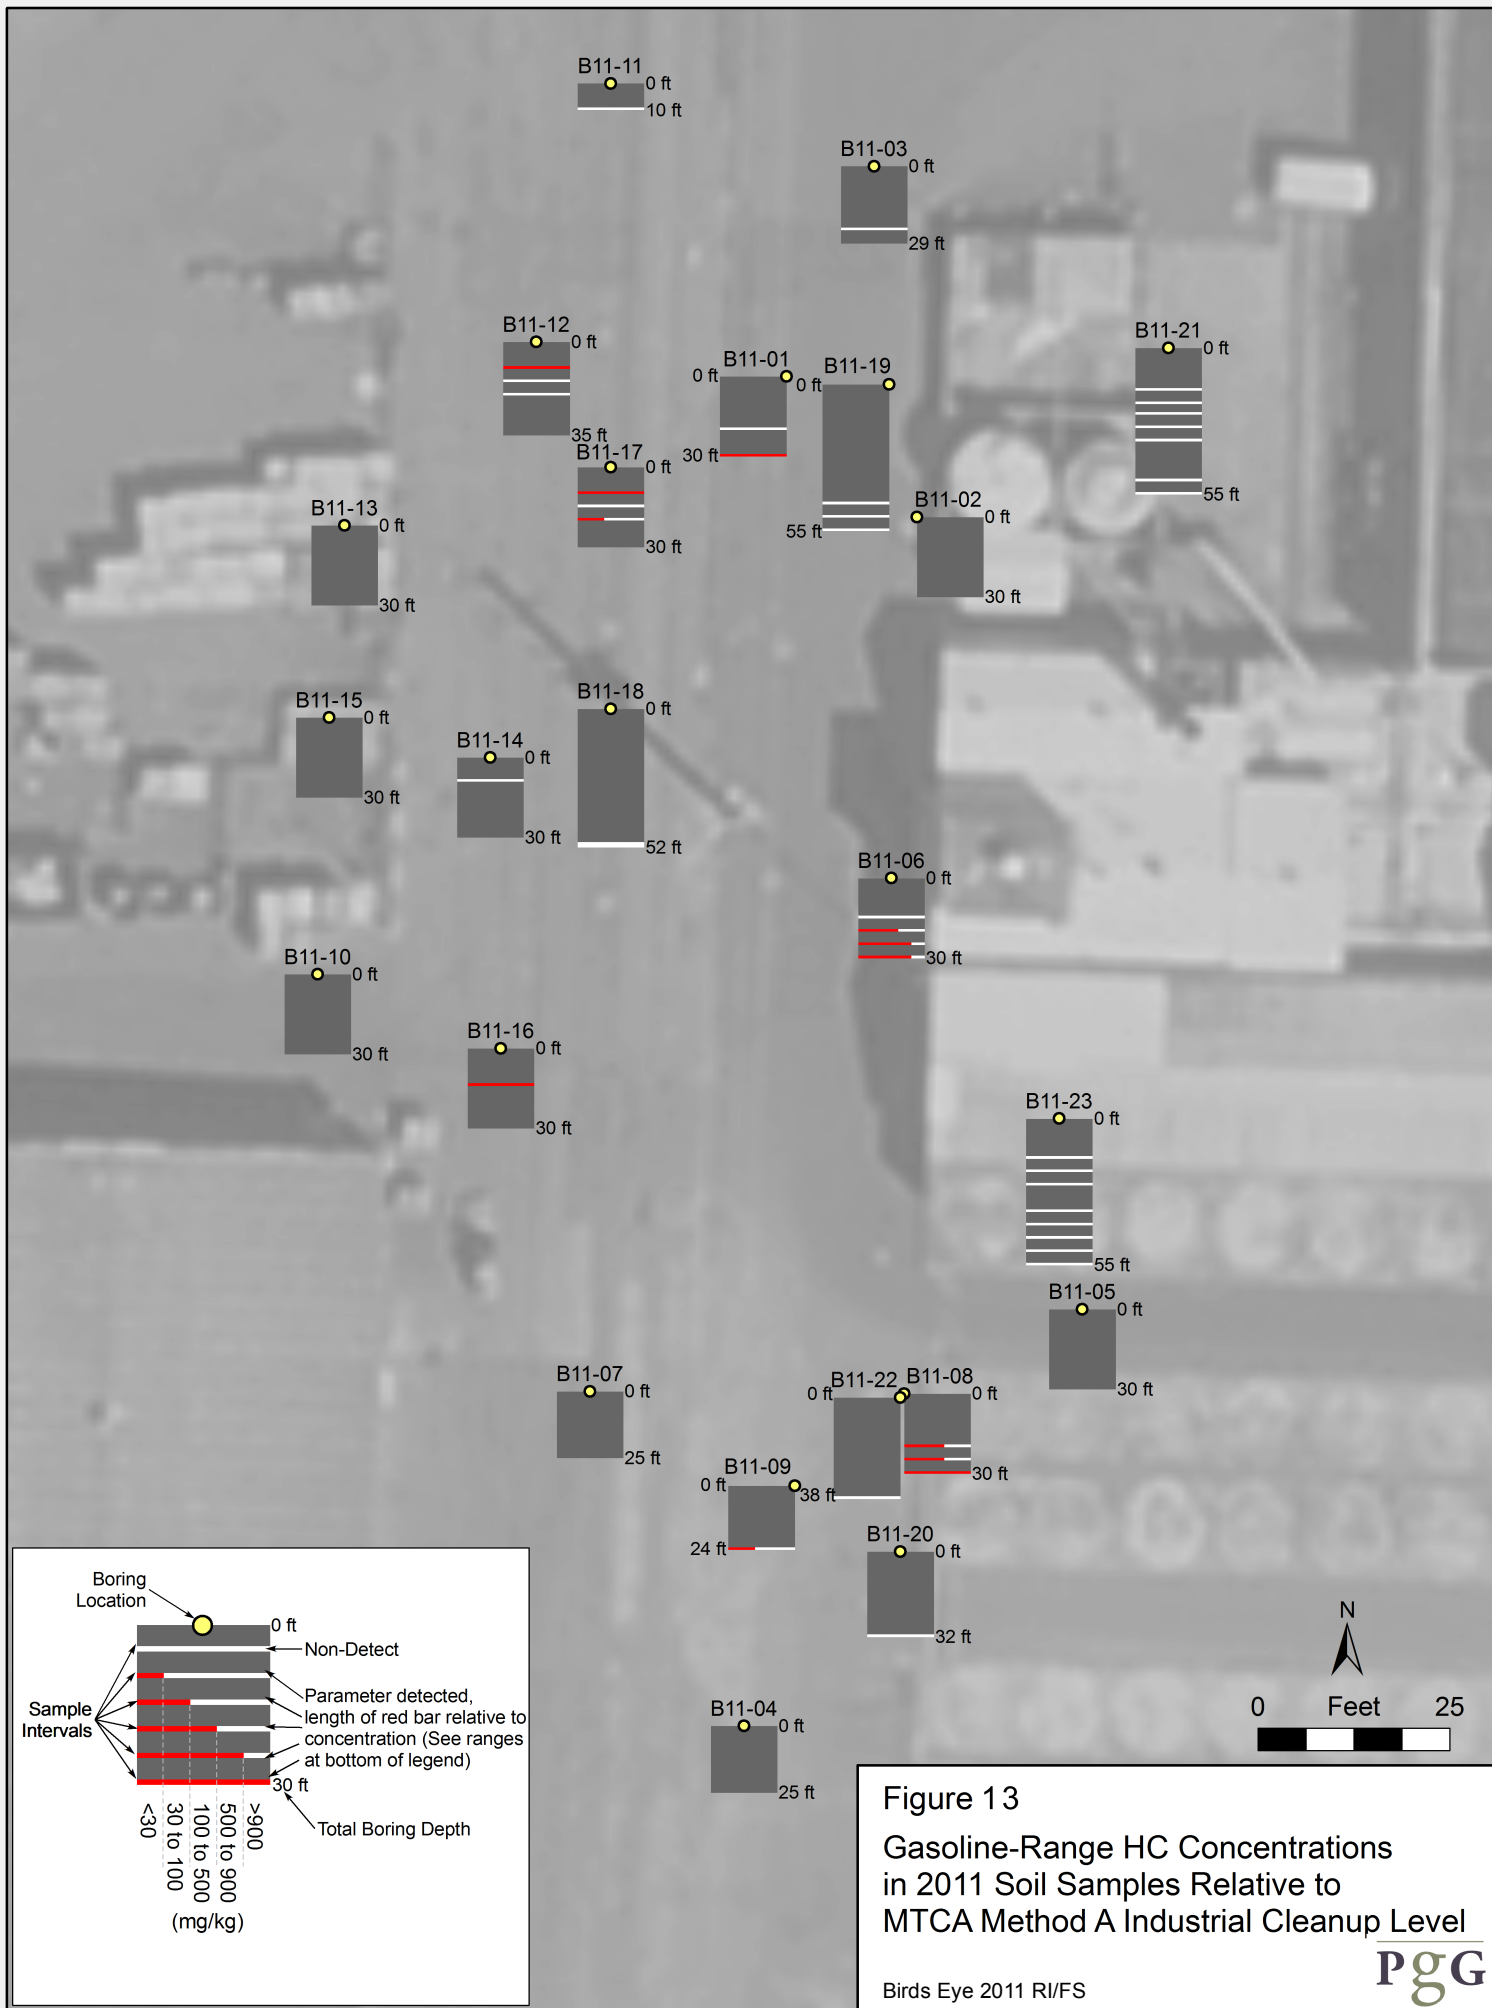 B11-11
0 ft
10 ft
B11-03
0 ft
29 ft
B11-12
0 ft
35 ft
B11-01
0 ft
30 ft
B11-19
0 ft
55 ft
B11-21
0 ft
55 ft
B11-17
0 ft
30 ft
B11-02
0 ft
30 ft
B11-13
0 ft
30 ft
B11-15
0 ft
30 ft
B11-18
0 ft
52 ft
B11-14
0 ft
30 ft
B11-06
0 ft
30 ft
B11-10
0 ft
30 ft
B11-16
0 ft
30 ft
B11-23
0 ft
55 ft
B11-05
0 ft
30 ft
B11-07
0 ft
25 ft
B11-22
0 ft
38 ft
B11-08
0 ft
30 ft
B11-09
0 ft
24 ft
B11-20
0 ft
32 ft
B11-04
0 ft
25 ft
Boring
Location
0 ft
Non-Detect
Sample
Intervals
Parameter detected,
length of red bar relative to
concentration (See ranges
at bottom of legend)
30 ft
Total Boring Depth
<30
30 to 100
100 to 500
500 to 900
>900
(mg/kg)
N
0 Feet 25
Figure 13
Gasoline-Range HC Concentrations
in 2011 Soil Samples Relative to
MTCA Method A Industrial Cleanup Level
Birds Eye 2011 RI/FS
PgG